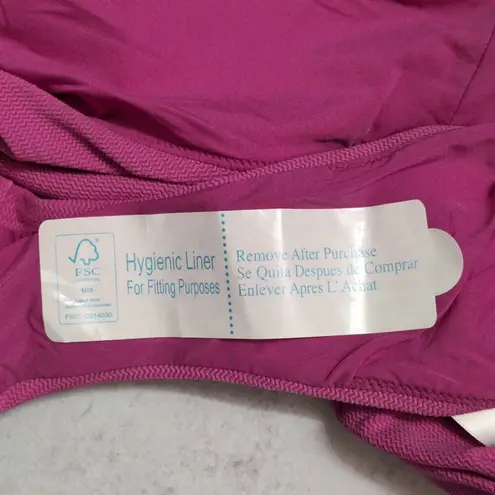 FSC
MIX
Hygienic Liner
For Fitting Purposes
Remove After Purchase
Se Quita Despues de Comprar
Enlever Apres L' Achat